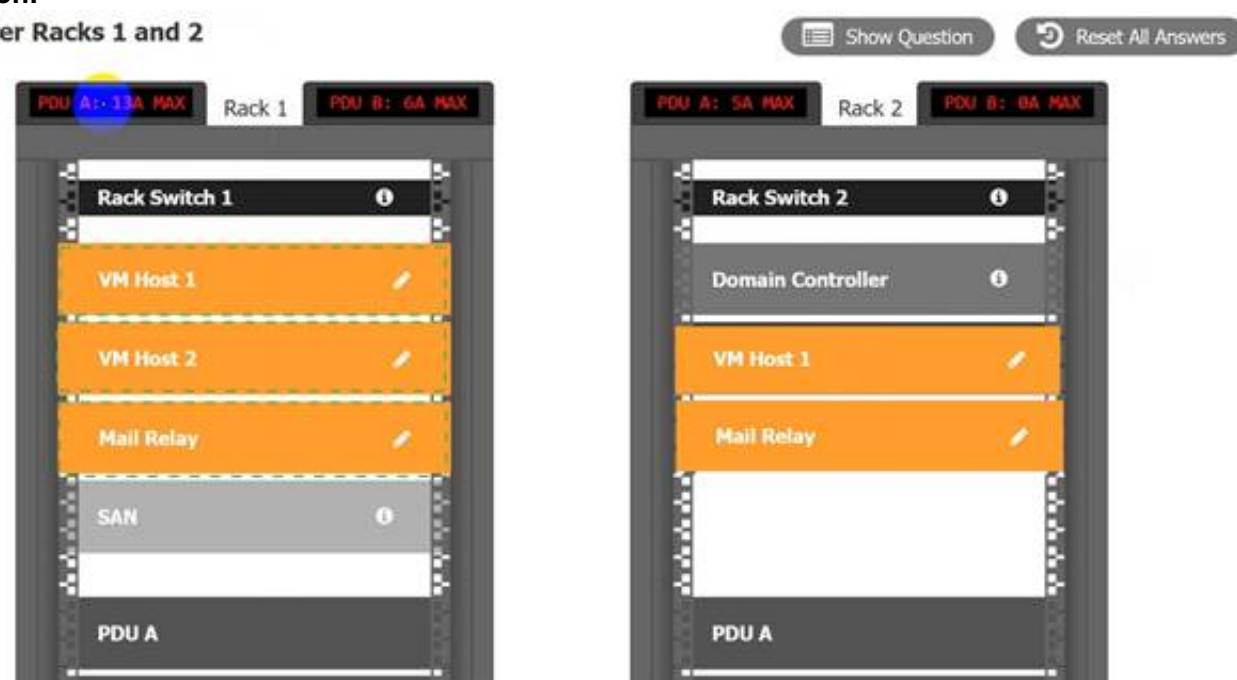 er Racks 1 and 2
Show Question
Reset All Answers
PDU A: 13A MAX
Rack 1
PDU B: 6A MAX
Rack Switch 1
VM Host 1
VM Host 2
Mail Relay
SAN
PDU A
PDU A: 5A MAX
Rack 2
PDU B: 0A MAX
Rack Switch 2
Domain Controller
VM Host 1
Mail Relay
PDU A